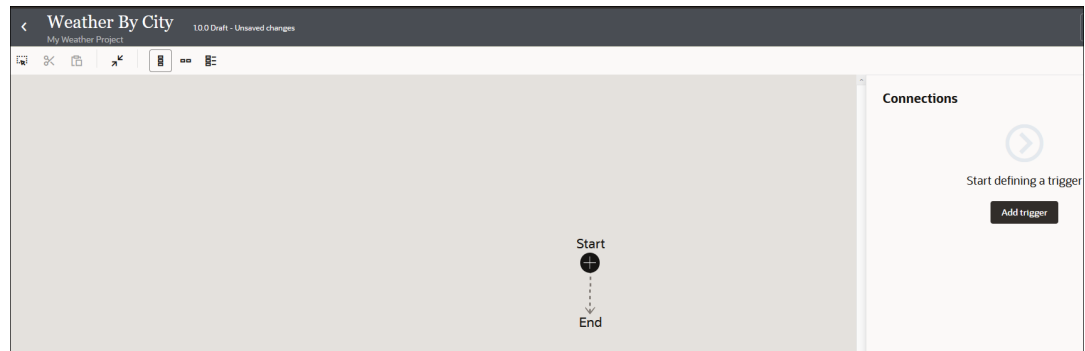 Weather By City 1.0.0 Draft - Unsaved changes
My Weather Project
Connections
Start defining a trigger
Add trigger
Start
End